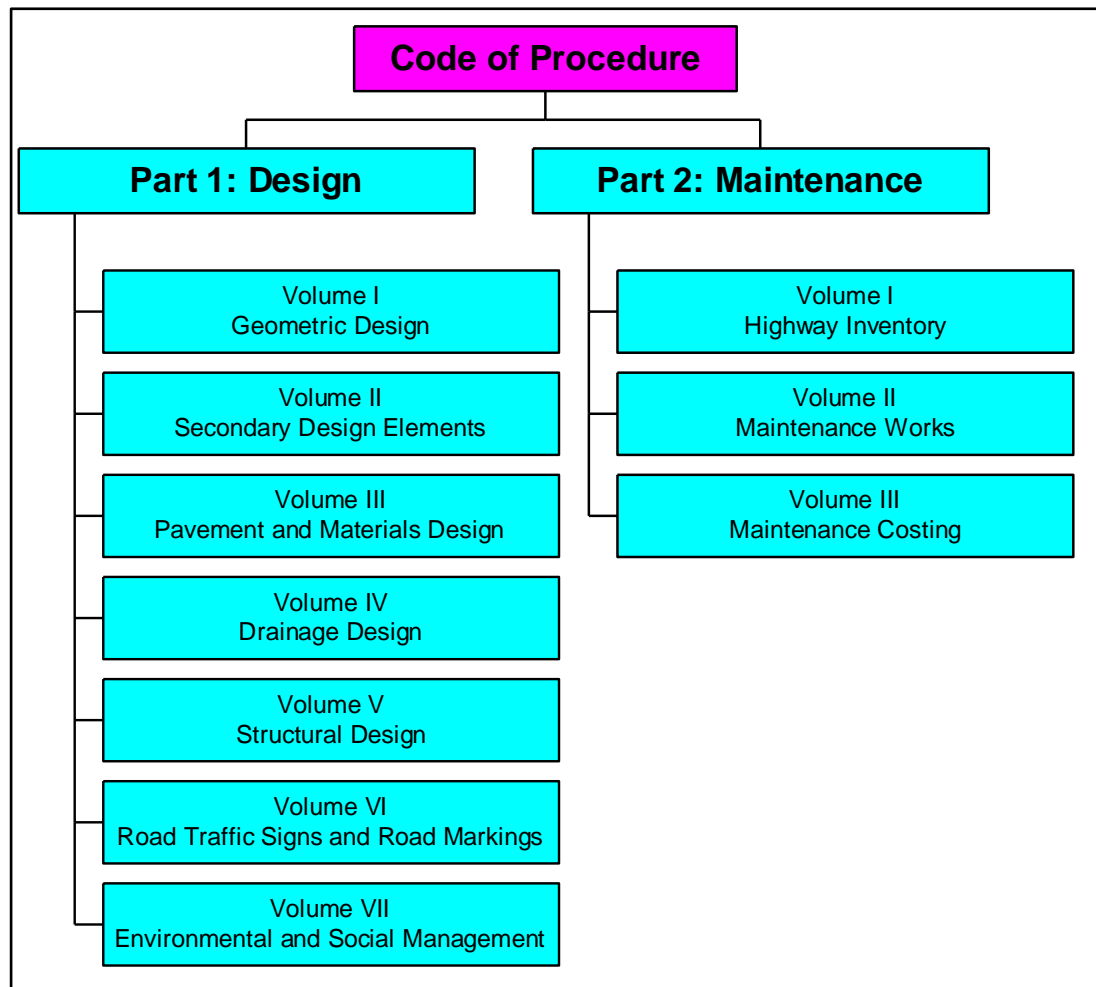 Code of Procedure
Part 1: Design
Volume I
Geometric Design
Volume II
Secondary Design Elements
Volume III
Pavement and Materials Design
Volume IV
Drainage Design
Volume V
Structural Design
Volume VI
Road Traffic Signs and Road Markings
Volume VII
Environmental and Social Management
Part 2: Maintenance
Volume I
Highway Inventory
Volume II
Maintenance Works
Volume III
Maintenance Costing